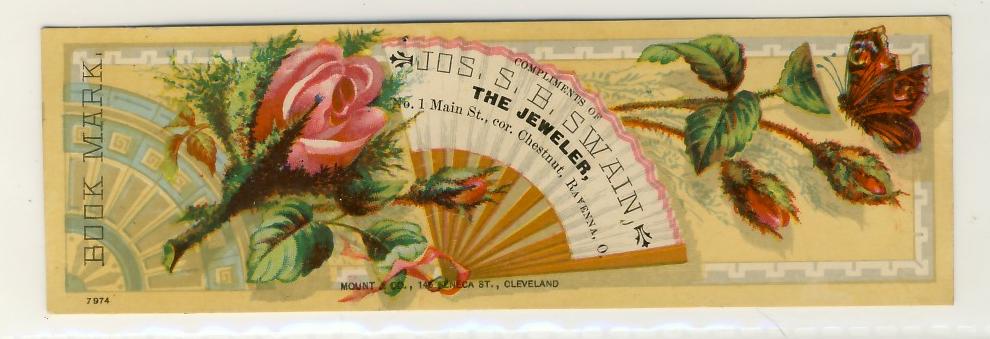 BOOK MARK.
COMPLIMENTS OF
JOS. S. B. SWAIN,
THE JEWELER,
No. 1 Main St., cor. Chestnut, RAVENNA, O.
MOUNT & CO., SENECA ST., CLEVELAND
7974